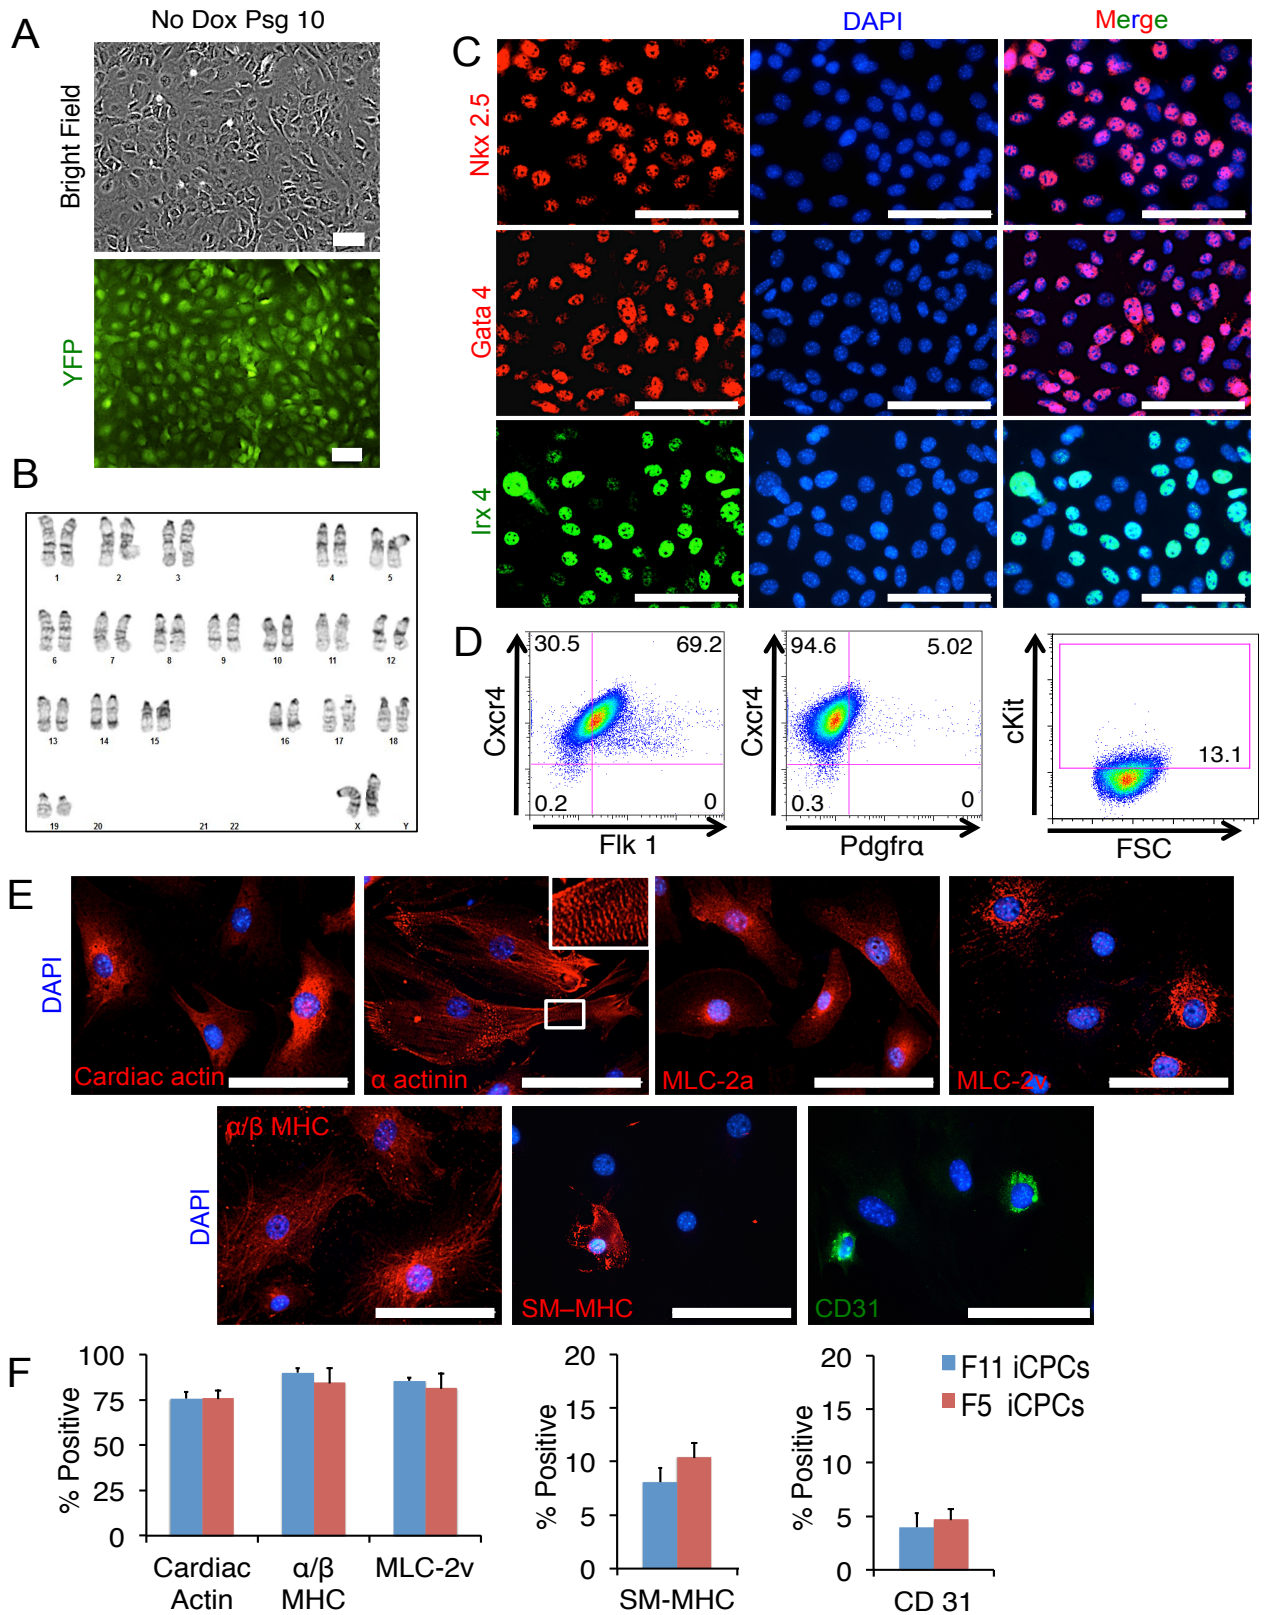 A
No Dox Psg 10
Bright Field
YFP
B
1 2 3 4 5
6 7 8 9 10 11 12
13 14 15 16 17 18
19 20 21 22 X Y
C
DAPI
Merge
Nkx 2.5
Gata 4
Irx 4
D
Cxcr4
30.5 69.2
0.2 0
Flk 1
Cxcr4
94.6 5.02
0.3 0
Pdgfrα
cKit
13.1
FSC
E
DAPI
Cardiac actin
α actinin
MLC-2a
MLC-2v
DAPI
α/β MHC
SM–MHC
CD31
F
% Positive
100
75
50
25
0
Cardiac Actin
α/β MHC
MLC-2v
% Positive
20
15
10
5
0
SM-MHC
% Positive
20
15
10
5
0
CD 31
F11 iCPCs
F5 iCPCs